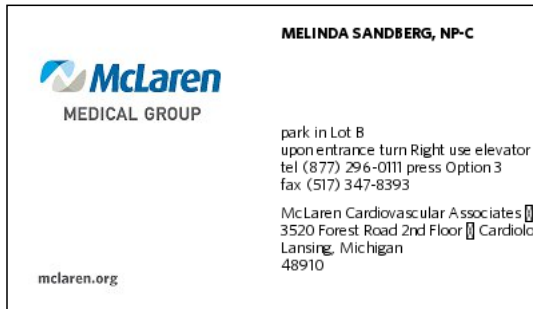 MELINDA SANDBERG, NP-C
McLaren
MEDICAL GROUP
park in Lot B
upon entrance turn Right use elevator
tel (877) 296-0111 press Option 3
fax (517) 347-8393
McLaren Cardiovascular Associates
3520 Forest Road 2nd Floor
Lansing, Michigan
48910
mclaren.org